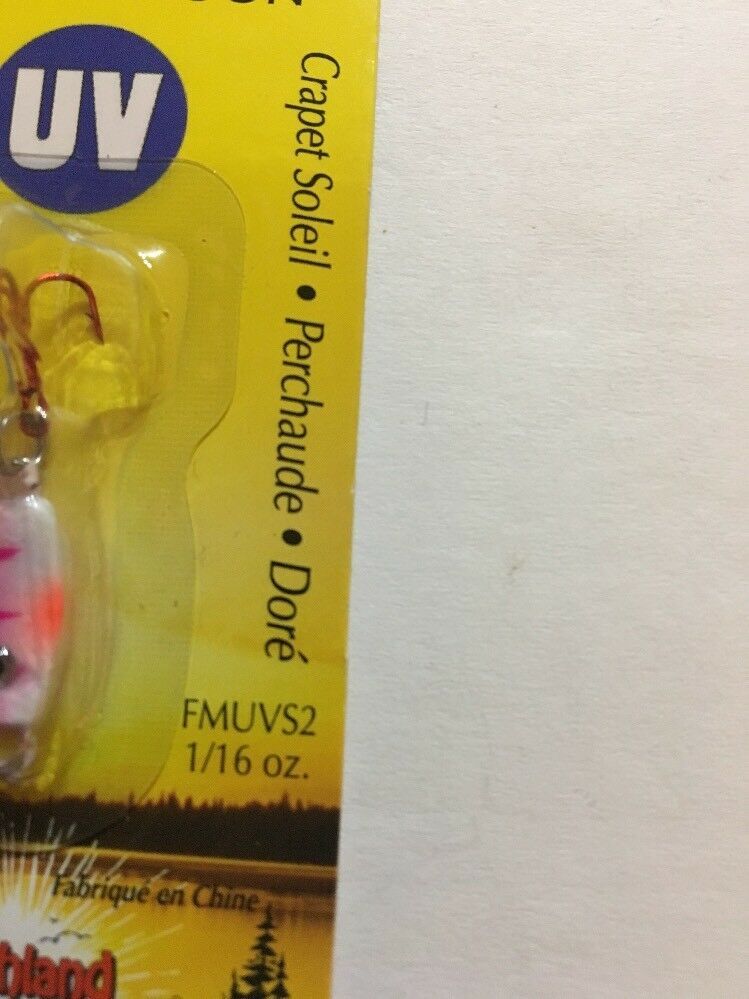 UV
Crapet Soleil • Perchaude • Doré
FMUVS2
1/16 oz.
Fabriqué en Chine